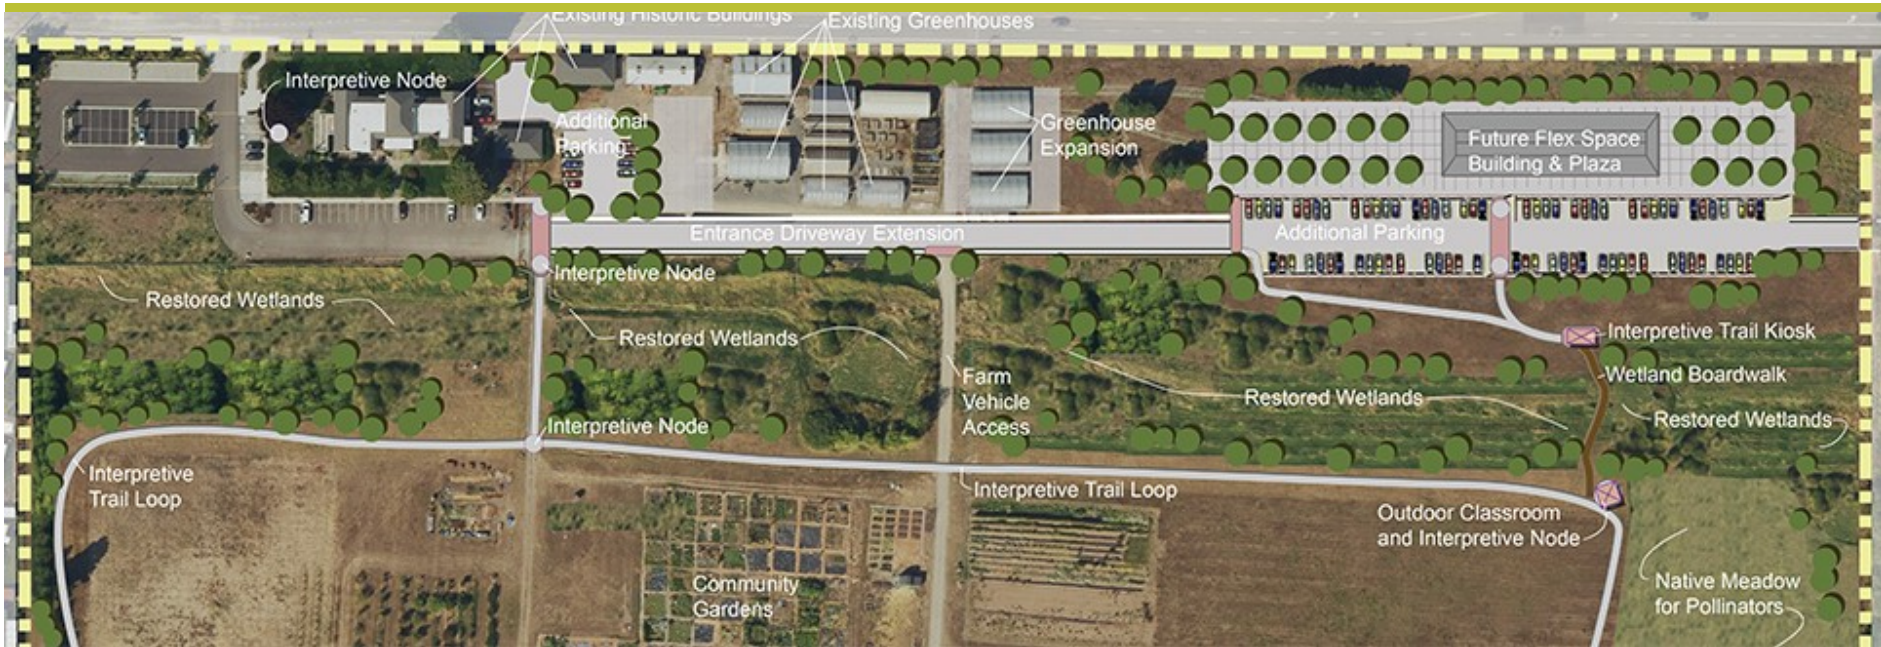 Existing Historic Buildings
Existing Greenhouses
Interpretive Node
Additional
Parking
Greenhouse
Expansion
Future Flex Space
Building & Plaza
Entrance Driveway Extension
Additional Parking
Interpretive Node
Restored Wetlands
Restored Wetlands
Interpretive Trail Kiosk
Farm
Vehicle
Access
Wetland Boardwalk
Restored Wetlands
Restored Wetlands
Interpretive Node
Interpretive
Trail Loop
Interpretive Trail Loop
Outdoor Classroom
and Interpretive Node
Community
Gardens
Native Meadow
for Pollinators